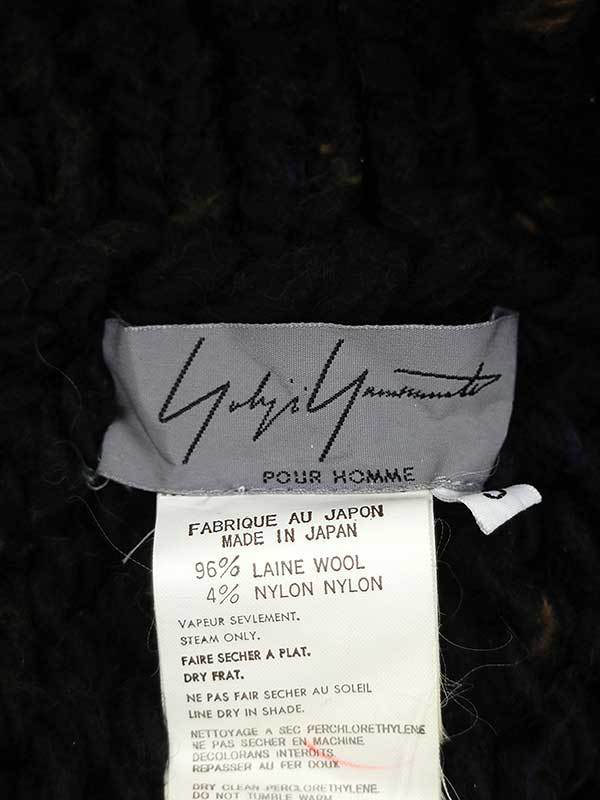 Yohji Yamamoto
POUR HOMME
FABRIQUE AU JAPON
MADE IN JAPAN
96% LAINE WOOL
4% NYLON NYLON
VAPEUR SEVLEMENT.
STEAM ONLY.
FAIRE SECHER A PLAT.
DRY FRAT.
NE PAS FAIR SECHER AU SOLEIL
LINE DRY IN SHADE.
NETTOYAGE A SEC PERCHLORETHYLENE
NE PAS SECHER EN MACHINE
DECOLORANS INTERDITS
REPASSER AU FER DOUX
DRY CLEAN PERCLORETHYLENE
DO NOT TUMBLE WARM